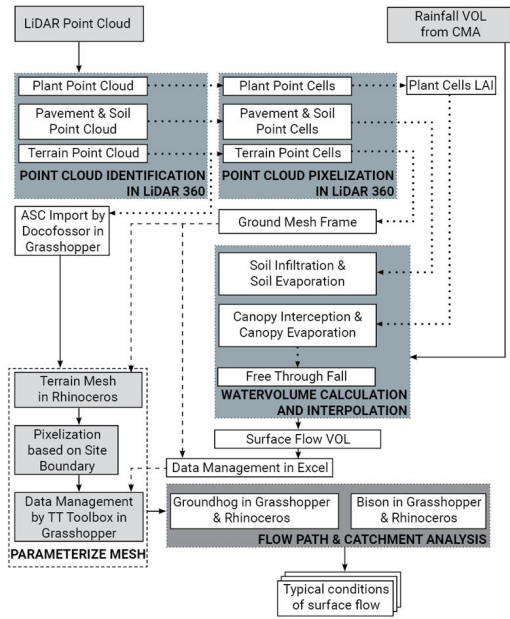 LiDAR Point Cloud
Rainfall VOL
from CMA
Plant Point Cloud
Plant Point Cells
Plant Cells LAI
Pavement & Soil
Point Cloud
Pavement & Soil
Point Cells
Terrain Point Cloud
Terrain Point Cells
POINT CLOUD IDENTIFICATION
IN LiDAR 360
POINT CLOUD PIXELIZATION
IN LiDAR 360
ASC Import by
Docofossor in
Grasshopper
Ground Mesh Frame
Soil Infiltration &
Soil Evaporation
Canopy Interception &
Canopy Evaporation
Free Through Fall
WATERVOLUME CALCULATION
AND INTERPOLATION
Terrain Mesh
in Rhinoceros
Pixelization
based on Site
Boundary
Surface Flow VOL
Data Management in Excel
Data Management
by TT Toolbox in
Grasshopper
PARAMETERIZE MESH
Groundhog in Grasshopper
& Rhinoceros
Bison in Grasshopper
& Rhinoceros
FLOW PATH & CATCHMENT ANALYSIS
Typical conditions
of surface flow